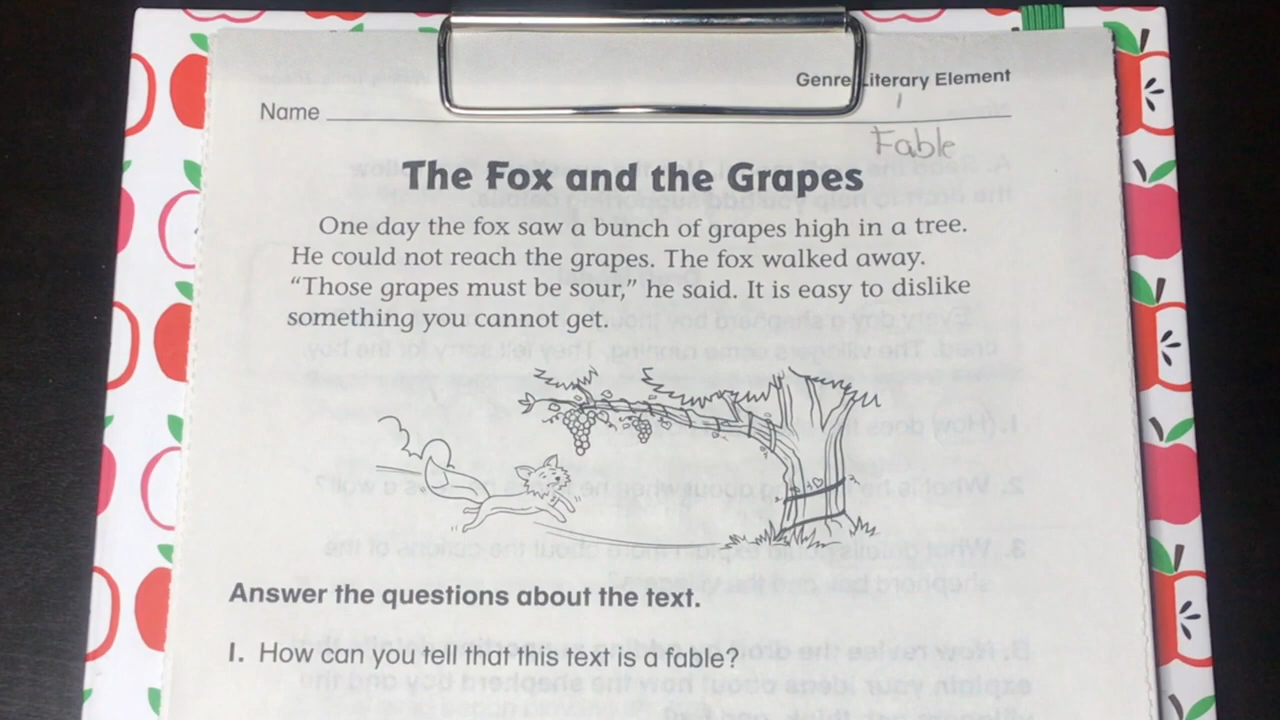 Genre/Literary Element
Name
Fable
The Fox and the Grapes
One day the fox saw a bunch of grapes high in a tree.
He could not reach the grapes. The fox walked away.
“Those grapes must be sour,” he said. It is easy to dislike
something you cannot get.
Answer the questions about the text.
1. How can you tell that this text is a fable?